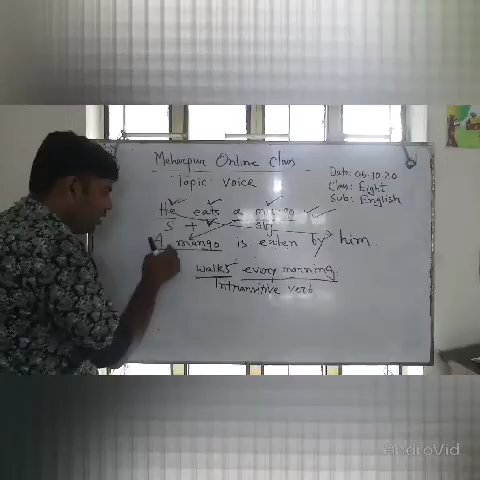 Meherpur Online Class
Topic: Voice
Date: 06.10.20
Class: Eight
Sub: English
He eats a mango
S + V obj
A mango is eaten by him.
walks every morning.
Intransitive verb
AndroVid